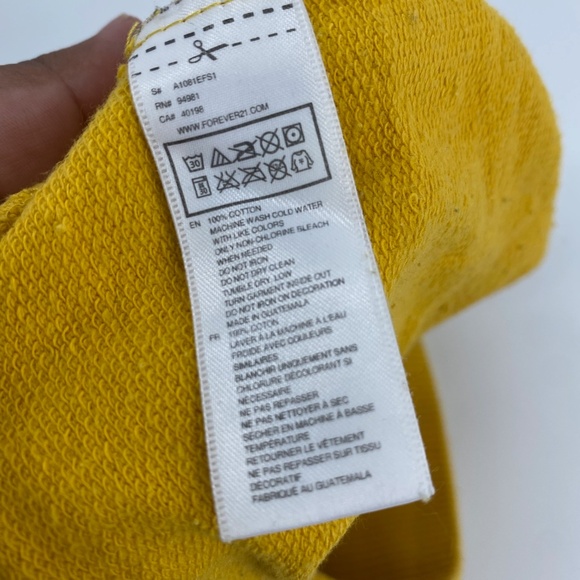 S# A1081EFS1
RN# 94981
CA# 40198
WWW.FOREVER21.COM
30
30
EN 100% COTTON
MACHINE WASH COLD WATER
WITH LIKE COLORS
ONLY NON-CHLORINE BLEACH
WHEN NEEDED
DO NOT IRON
DO NOT DRY CLEAN
TUMBLE DRY LOW
TURN GARMENT INSIDE OUT
DO NOT IRON ON DECORATION
MADE IN GUATEMALA
FR 100% COTON
LAVER À LA MACHINE À L'EAU
FROIDE AVEC COULEURS
SIMILAIRES
BLANCHIR UNIQUEMENT SANS
CHLORURE DÉCOLORANT SI
NÉCESSAIRE
NE PAS REPASSER
NE PAS NETTOYER À SEC
SÉCHER EN MACHINE À BASSE
TEMPÉRATURE
RETOURNER LE VÊTEMENT
NE PAS REPASSER SUR TISSU
DÉCORATIF
FABRIQUÉ AU GUATEMALA